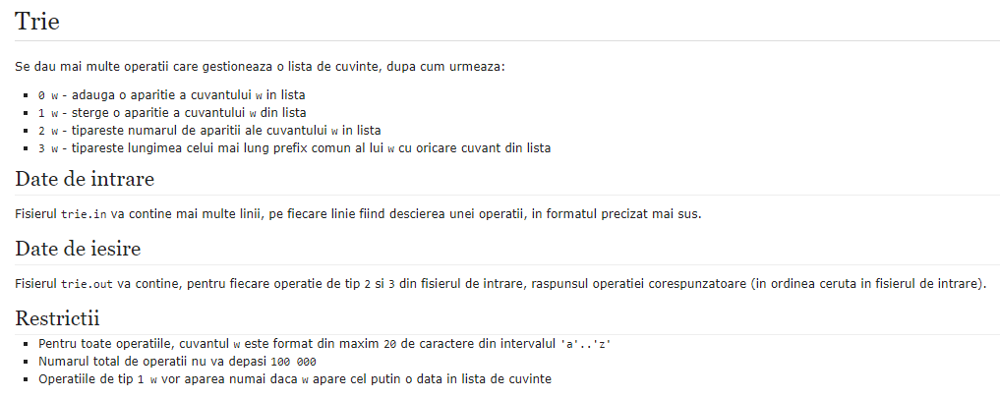 Trie
Se dau mai multe operatii care gestioneaza o lista de cuvinte, dupa cum urmeaza:
0 w - adauga o aparitie a cuvantului w in lista
1 w - sterge o aparitie a cuvantului w din lista
2 w - tipareste numarul de aparitii ale cuvantului w in lista
3 w - tipareste lungimea celui mai lung prefix comun al lui w cu oricare cuvant din lista
Date de intrare
Fisierul trie.in va contine mai multe linii, pe fiecare linie fiind descierea unei operatii, in formatul precizat mai sus.
Date de iesire
Fisierul trie.out va contine, pentru fiecare operatie de tip 2 si 3 din fisierul de intrare, raspunsul operatiei corespunzatoare (in ordinea ceruta in fisierul de intrare).
Restrictii
Pentru toate operatiile, cuvantul w este format din maxim 20 de caractere din intervalul 'a'..'z'
Numarul total de operatii nu va depasi 100 000
Operatiile de tip 1 w vor aparea numai daca w apare cel putin o data in lista de cuvinte